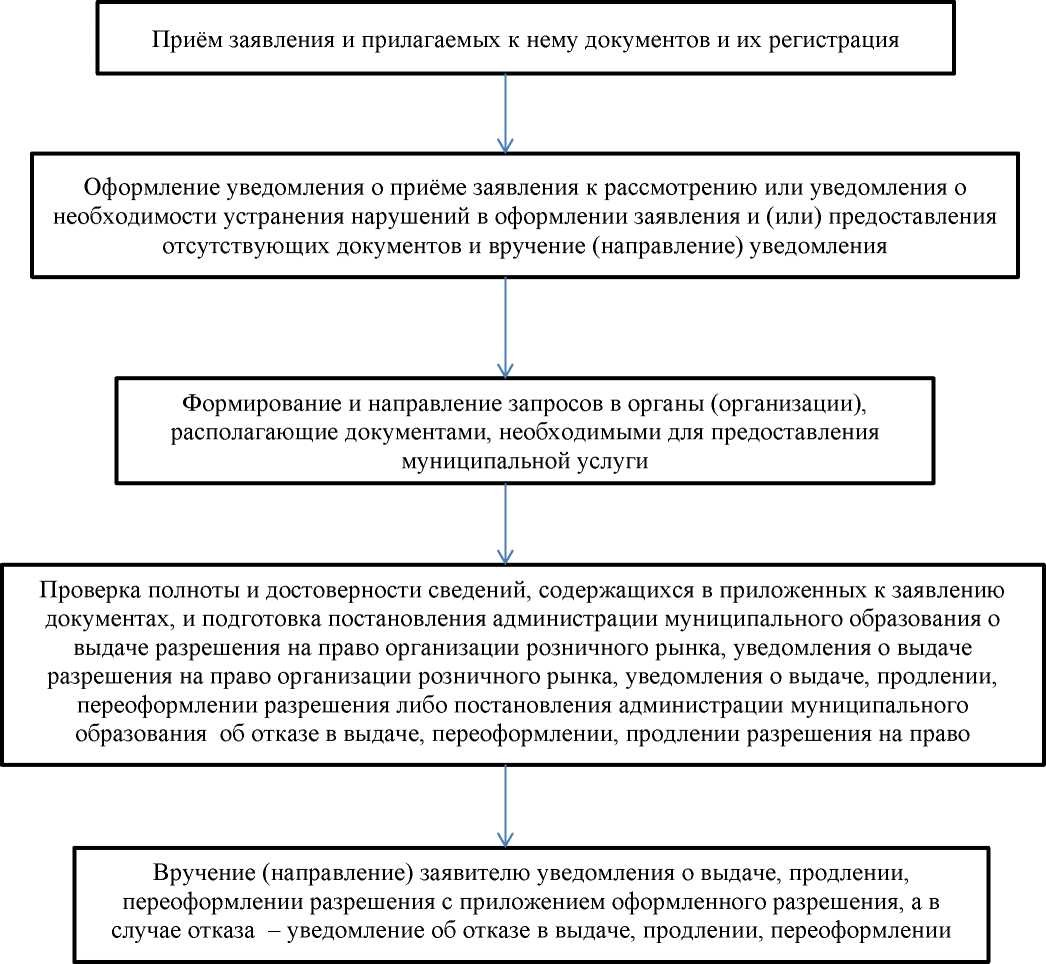 Приём заявления и прилагаемых к нему документов и их регистрация
Оформление уведомления о приёме заявления к рассмотрению или уведомления о
необходимости устранения нарушений в оформлении заявления и (или) предоставления
отсутствующих документов и вручение (направление) уведомления
Формирование и направление запросов в органы (организации),
располагающие документами, необходимыми для предоставления
муниципальной услуги
Проверка полноты и достоверности сведений, содержащихся в приложенных к заявлению
документах, и подготовка постановления администрации муниципального образования о
выдаче разрешения на право организации розничного рынка, уведомления о выдаче
разрешения на право организации розничного рынка, уведомления о выдаче, продлении,
переоформлении разрешения либо постановления администрации муниципального
образования  об отказе в выдаче, переоформлении, продлении разрешения на право
Вручение (направление) заявителю уведомления о выдаче, продлении,
переоформлении разрешения с приложением оформленного разрешения, а в
случае отказа  – уведомление об отказе в выдаче, продлении, переоформлении